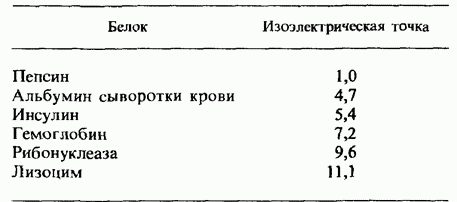 Белок Изоэлектрическая точка
Пепсин 1,0
Альбумин сыворотки крови 4,7
Инсулин 5,4
Гемоглобин 7,2
Рибонуклеаза 9,6
Лизоцим 11,1